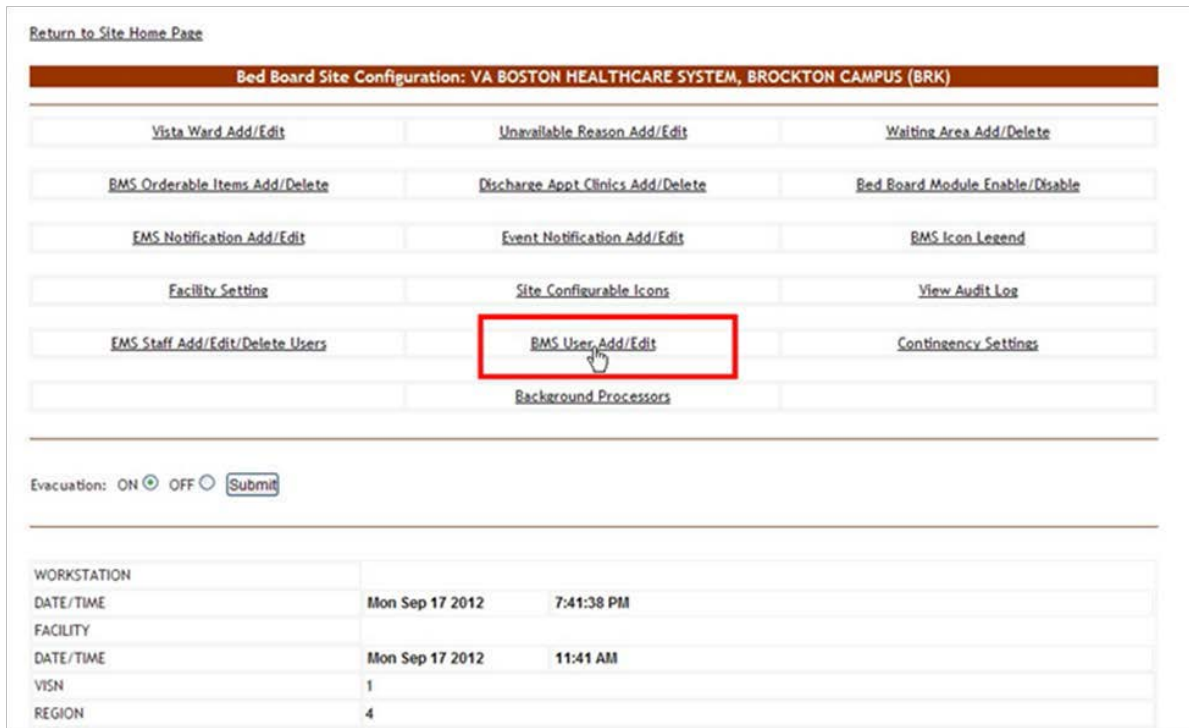 Return to Site Home Page
Bed Board Site Configuration: VA BOSTON HEALTHCARE SYSTEM, BROCKTON CAMPUS (BRK)
Vista Ward Add/Edit Unavailable Reason Add/Edit Waiting Area Add/Delete
BMS Orderable Items Add/Delete Discharge Appt Clinics Add/Delete Bed Board Module Enable/Disable
EMS Notification Add/Edit Event Notification Add/Edit BMS Icon Legend
Facility Setting Site Configurable Icons View Audit Log
EMS Staff Add/Edit/Delete Users BMS User Add/Edit Contingency Settings
Background Processors
Evacuation: ON OFF Submit
WORKSTATION
DATE/TIME Mon Sep 17 2012 7:41:38 PM
FACILITY
DATE/TIME Mon Sep 17 2012 11:41 AM
VISN 1
REGION 4